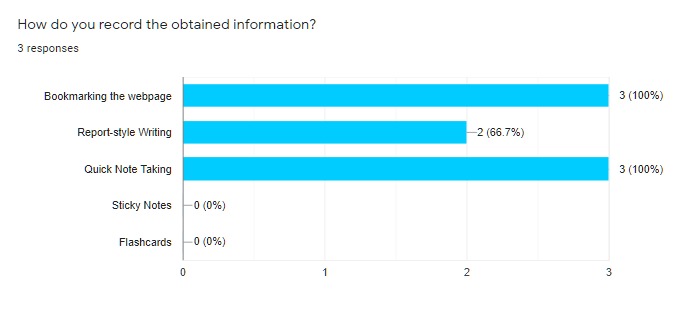 How do you record the obtained information?
3 responses
Bookmarking the webpage 3 (100%)
Report-style Writing 2 (66.7%)
Quick Note Taking 3 (100%)
Sticky Notes 0 (0%)
Flashcards 0 (0%)
0 1 2 3